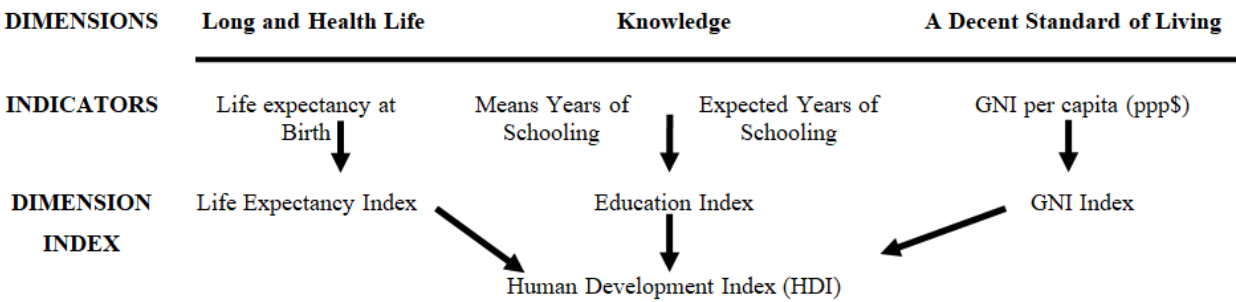 DIMENSIONS Long and Health Life Knowledge A Decent Standard of Living
INDICATORS Life expectancy at Birth Means Years of Schooling Expected Years of Schooling GNI per capita (ppp$)
DIMENSION INDEX Life Expectancy Index Education Index GNI Index
Human Development Index (HDI)